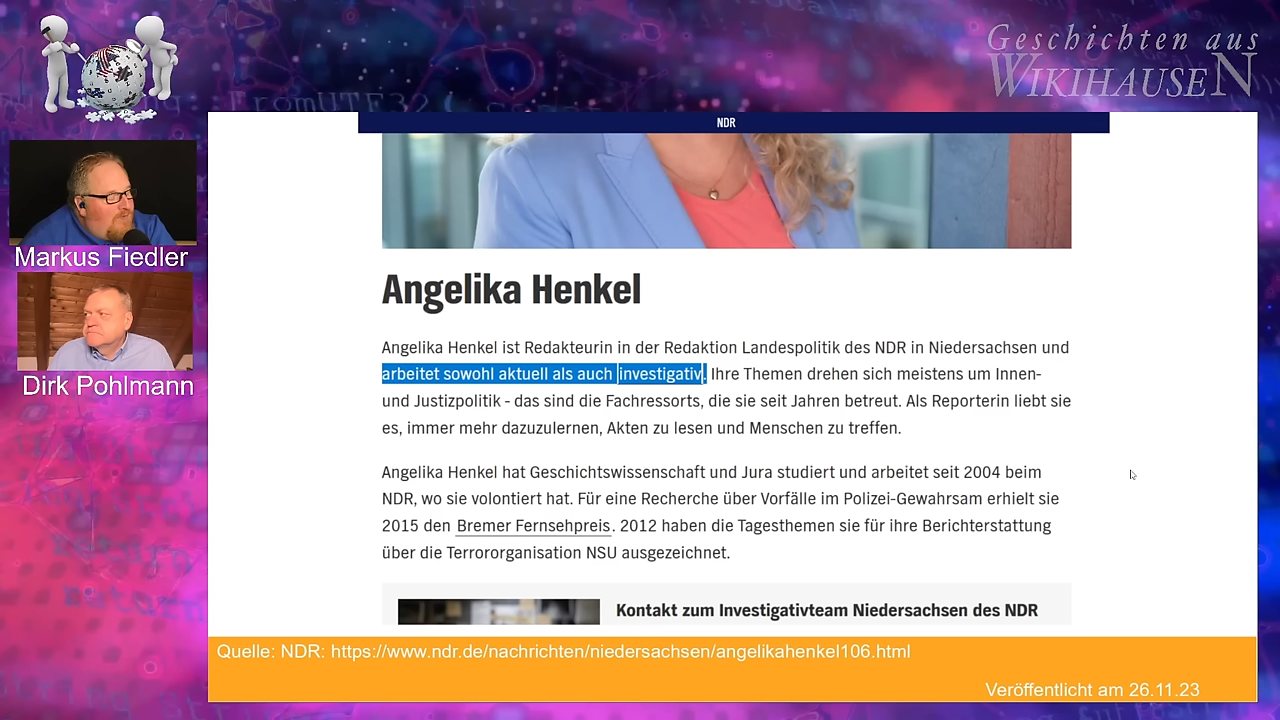 Geschichten aus
WIKIHAUSEN
FromUTF32(
NDR
Markus Fiedler
Dirk Pohlmann
Angelika Henkel
Angelika Henkel ist Redakteurin in der Redaktion Landespolitik des NDR in Niedersachsen und
arbeitet sowohl aktuell als auch investigativ. Ihre Themen drehen sich meistens um Innen-
und Justizpolitik - das sind die Fachressorts, die sie seit Jahren betreut. Als Reporterin liebt sie
es, immer mehr dazuzulernen, Akten zu lesen und Menschen zu treffen.
Angelika Henkel hat Geschichtswissenschaft und Jura studiert und arbeitet seit 2004 beim
NDR, wo sie volontiert hat. Für eine Recherche über Vorfälle im Polizei-Gewahrsam erhielt sie
2015 den Bremer Fernsehpreis. 2012 haben die Tagesthemen sie für ihre Berichterstattung
über die Terrororganisation NSU ausgezeichnet.
Kontakt zum Investigativteam Niedersachsen des NDR
Quelle: NDR: https://www.ndr.de/nachrichten/niedersachsen/angelikahenkel106.html
Veröffentlicht am 26.11.23